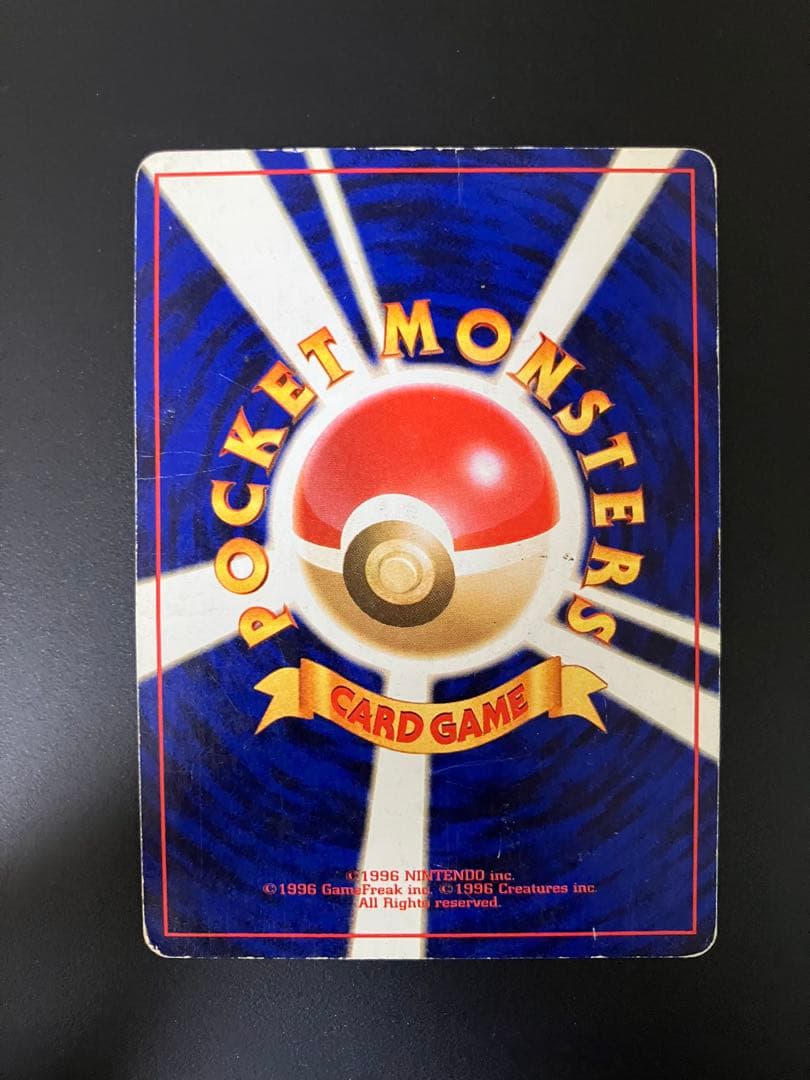 POCKET MONSTERS
CARD GAME
©1996 NINTENDO inc.
©1996 GameFreak inc. ©1996 Creatures inc.
All Rights reserved.